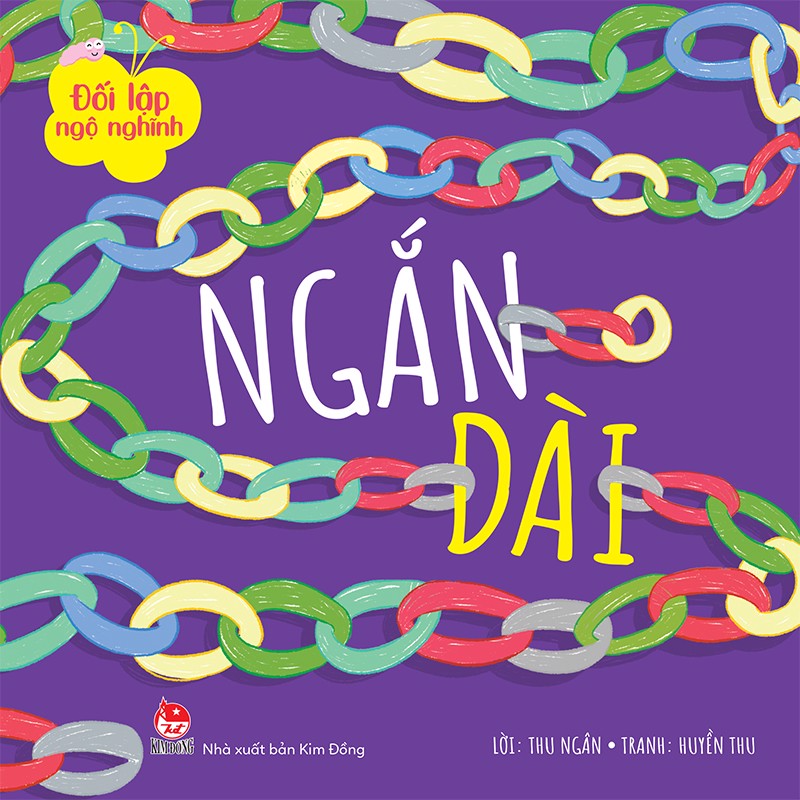 Đối lập
ngộ nghĩnh
NGẮN
DÀI
KIM ĐỒNG
Nhà xuất bản Kim Đồng
LỜI: THU NGÂN • TRANH: HUYỀN THU